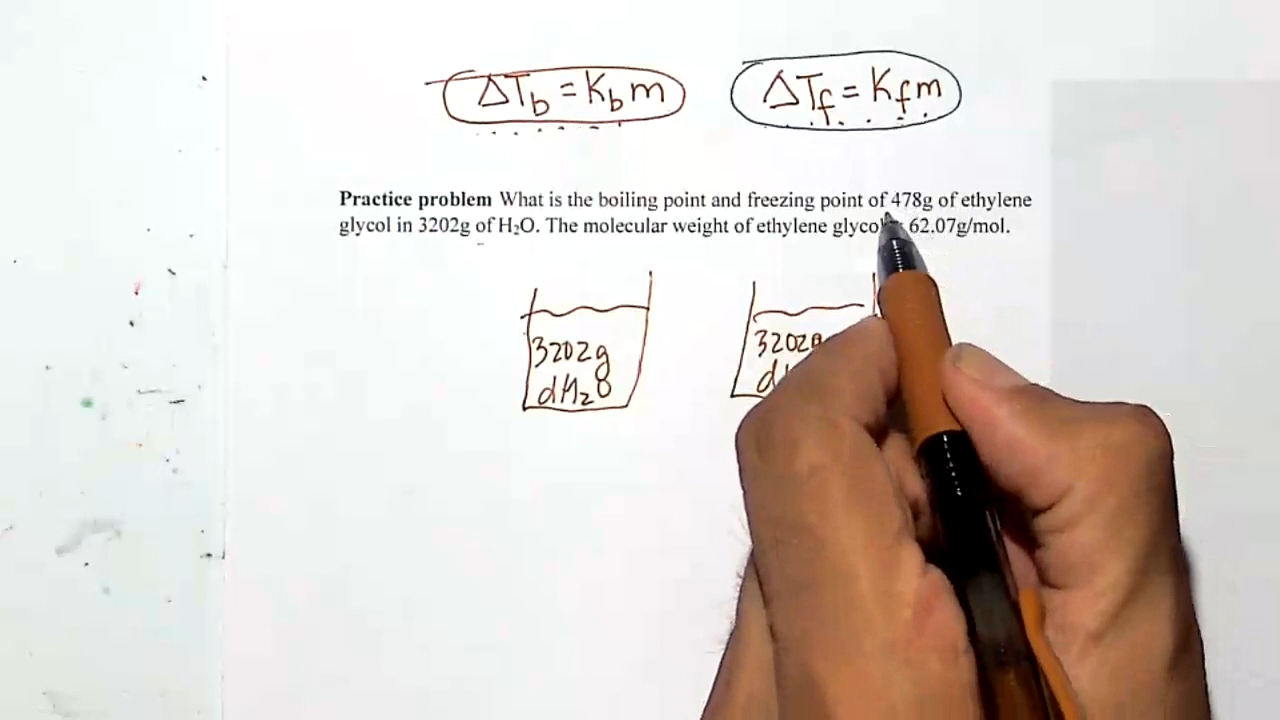 ΔTb = Kbm
ΔTf = Kfm
Practice problem What is the boiling point and freezing point of 478g of ethylene
glycol in 3202g of H₂O. The molecular weight of ethylene glycol 62.07g/mol.
3202g
dH₂O
3202